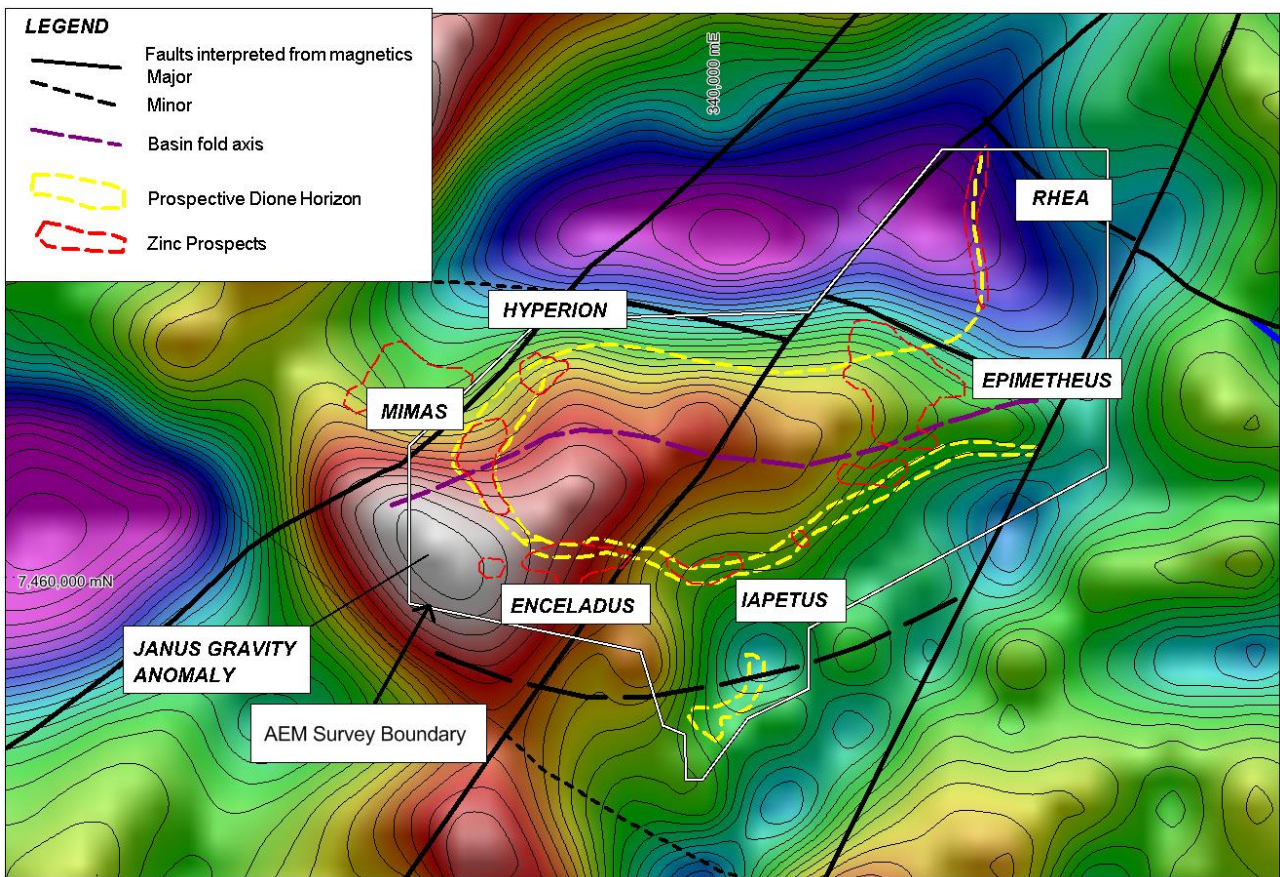 LEGEND
Faults interpreted from magnetics
Major
Minor
Basin fold axis
Prospective Dione Horizon
Zinc Prospects
340,000 mE
RHEA
HYPERION
EPIMETHEUS
MIMAS
7,460,000 mN
ENCELADUS
IAPETUS
JANUS GRAVITY
ANOMALY
AEM Survey Boundary